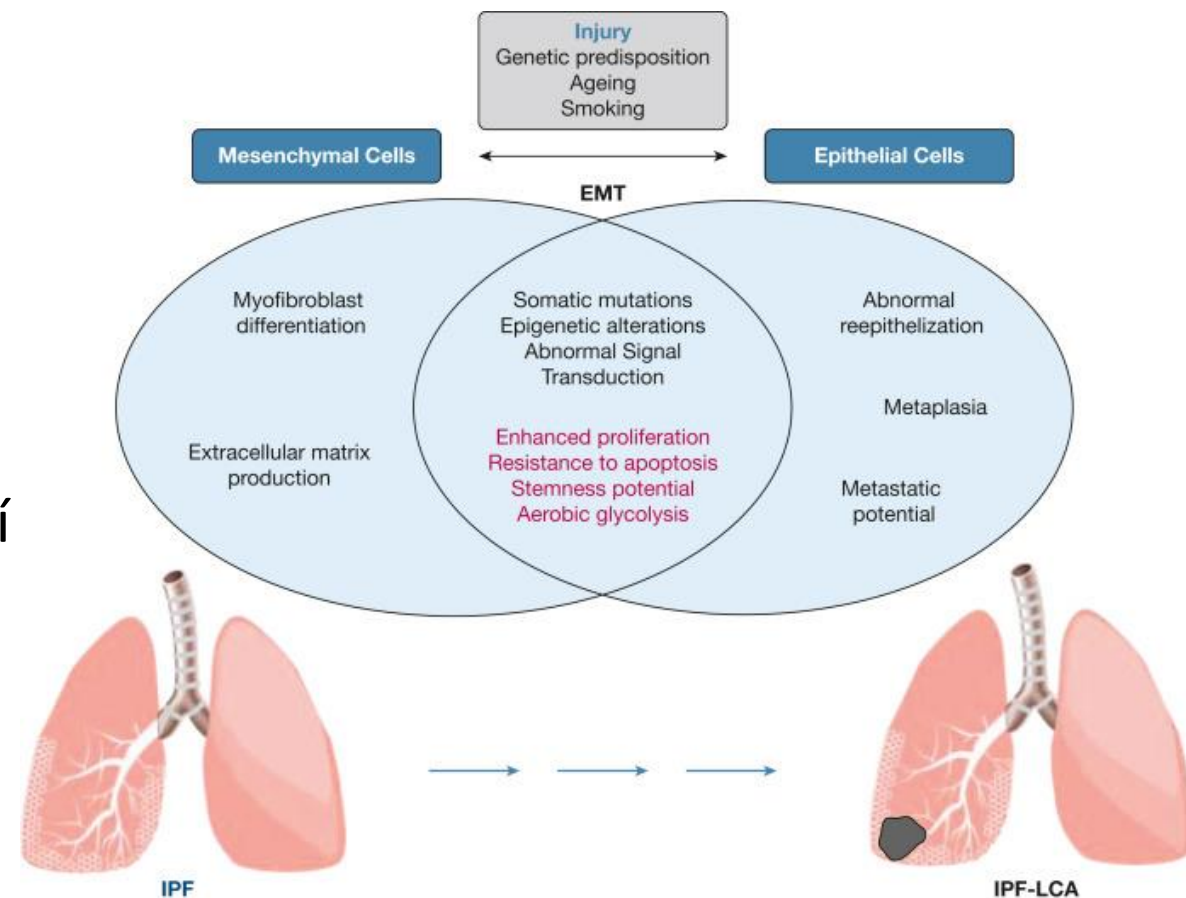 Injury
Genetic predisposition
Ageing
Smoking
Mesenchymal Cells
Epithelial Cells
EMT
Myofibroblast
differentiation
Extracellular matrix
production
Somatic mutations
Epigenetic alterations
Abnormal Signal
Transduction
Enhanced proliferation
Resistance to apoptosis
Stemness potential
Aerobic glycolysis
Abnormal
reepithelization
Metaplasia
Metastatic
potential
í
IPF
IPF-LCA